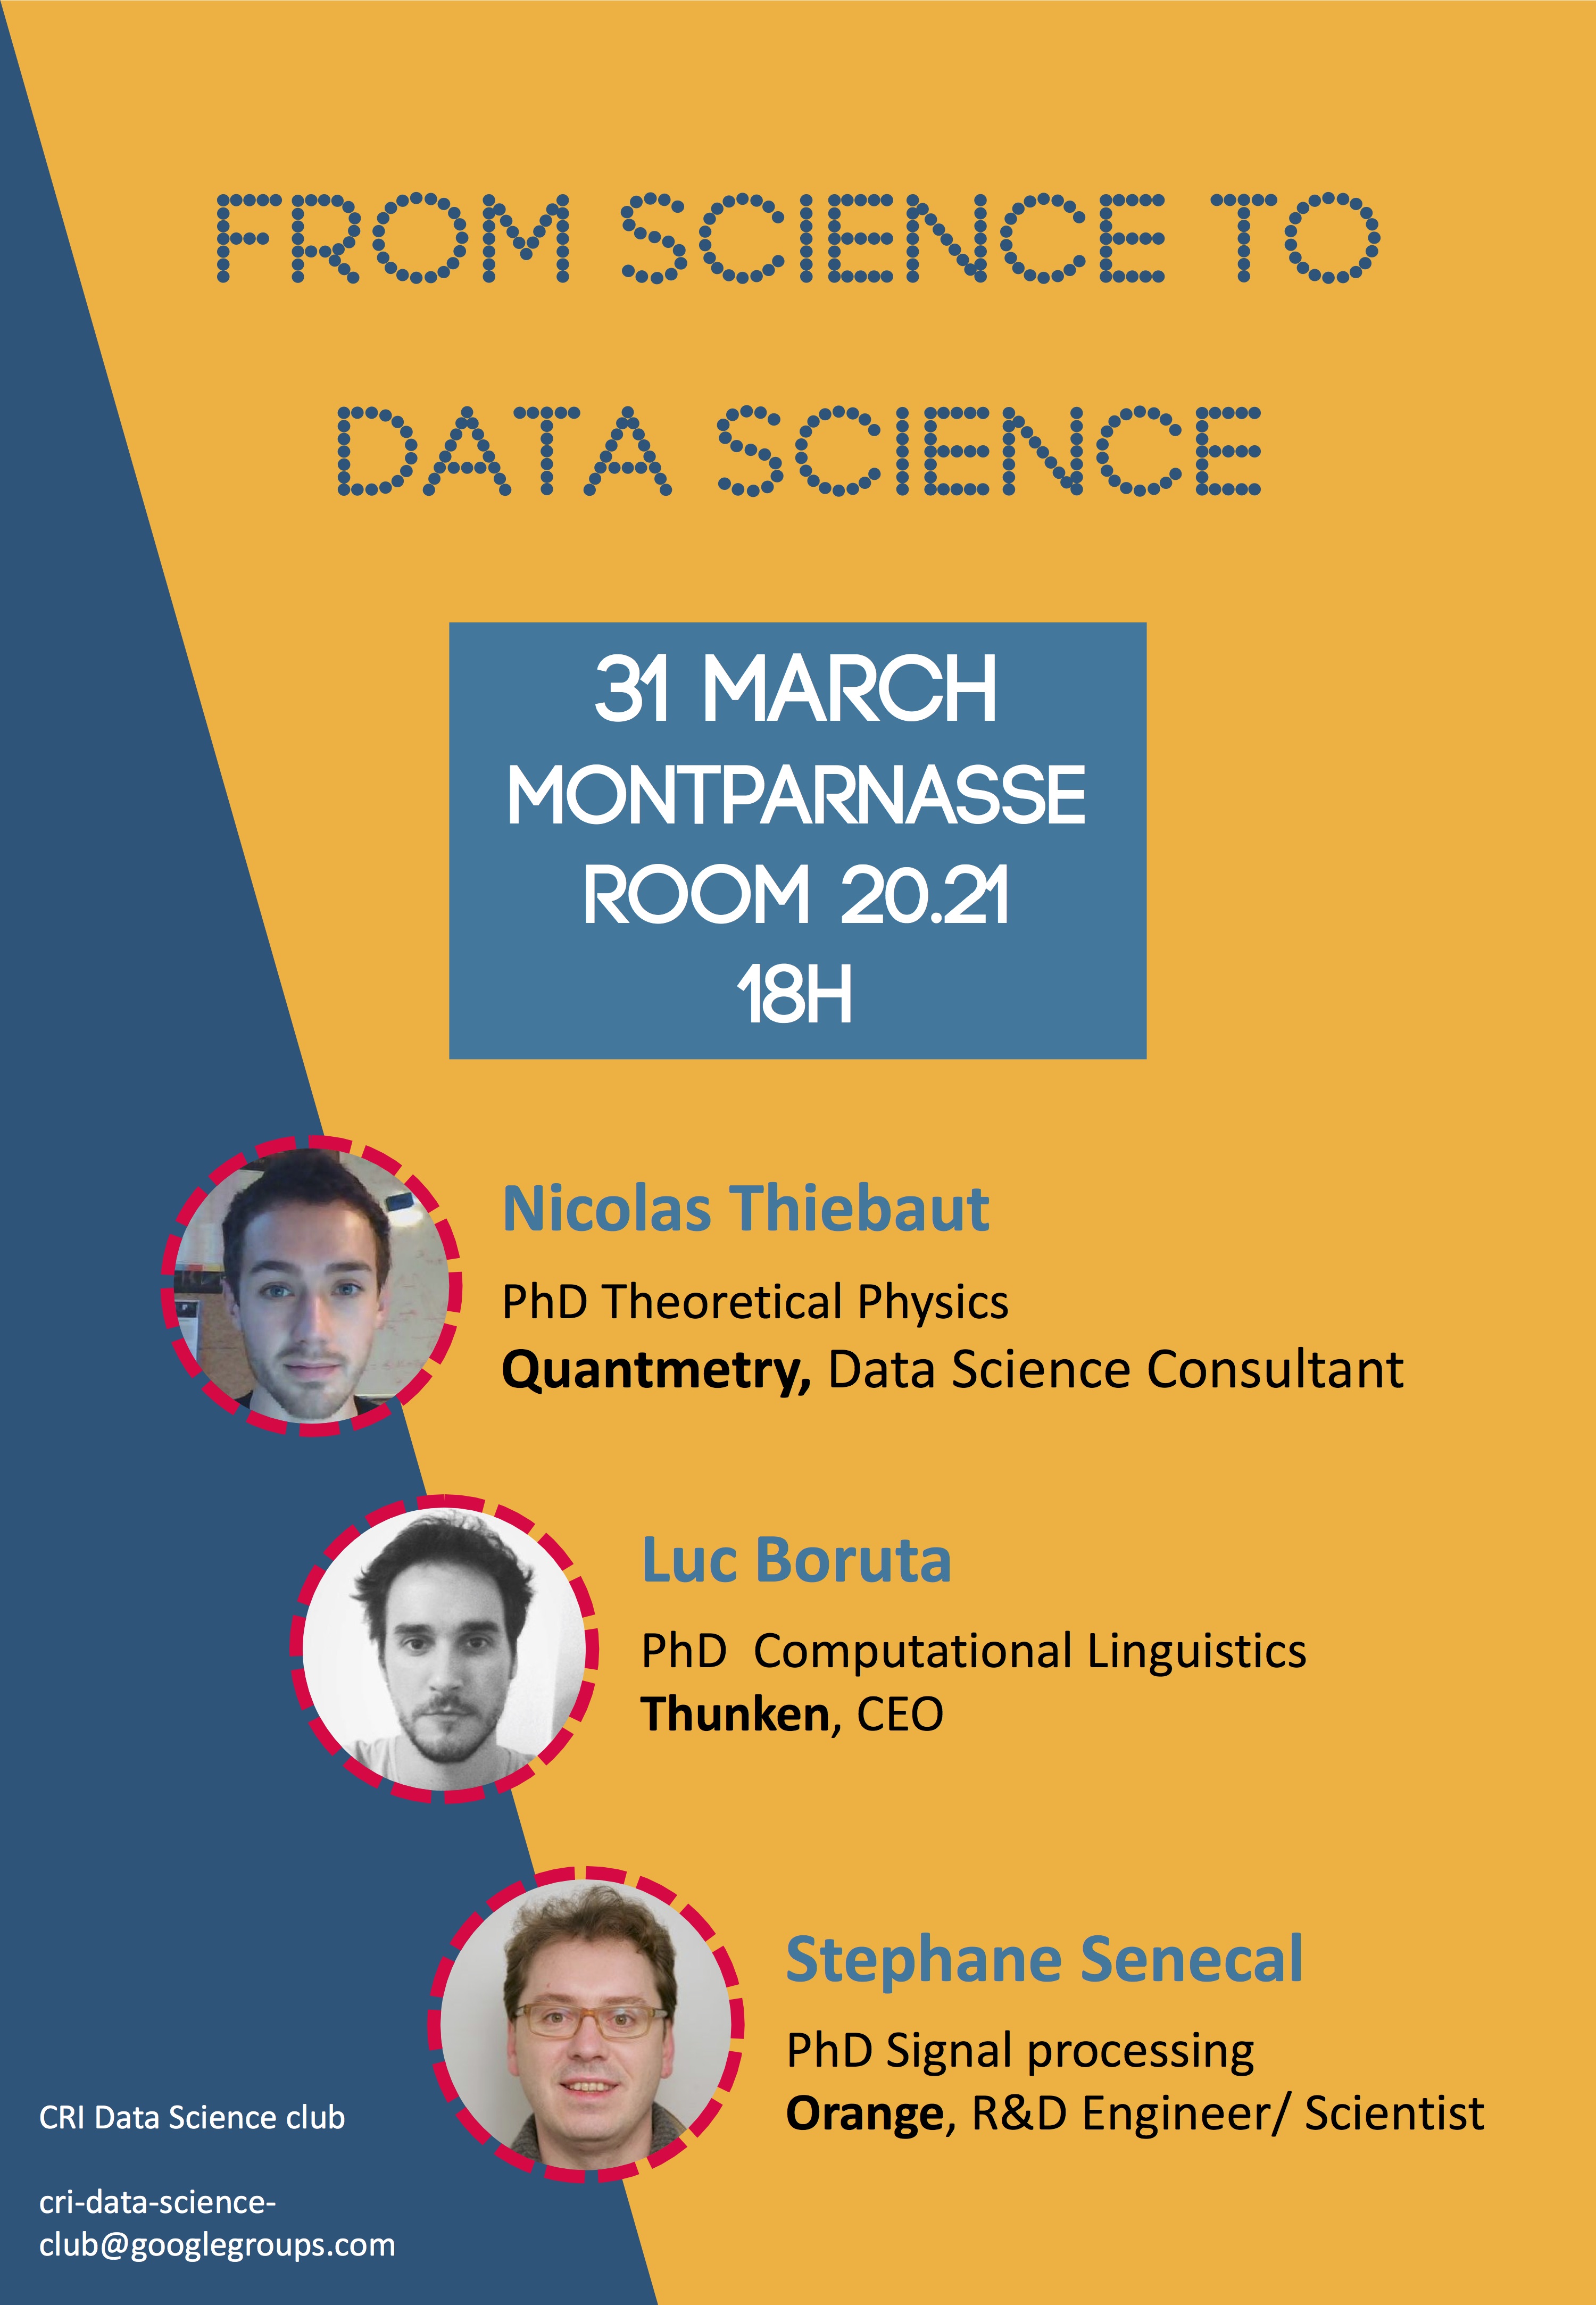 FROM SCIENCE TO
DATA SCIENCE
31 MARCH
MONTPARNASSE
ROOM 20.21
18H
Nicolas Thiebaut
PhD Theoretical Physics
Quantmetry, Data Science Consultant
Luc Boruta
PhD  Computational Linguistics
Thunken, CEO
Stephane Senecal
PhD Signal processing
Orange, R&D Engineer/ Scientist
CRI Data Science club
cri-data-science-
club@googlegroups.com